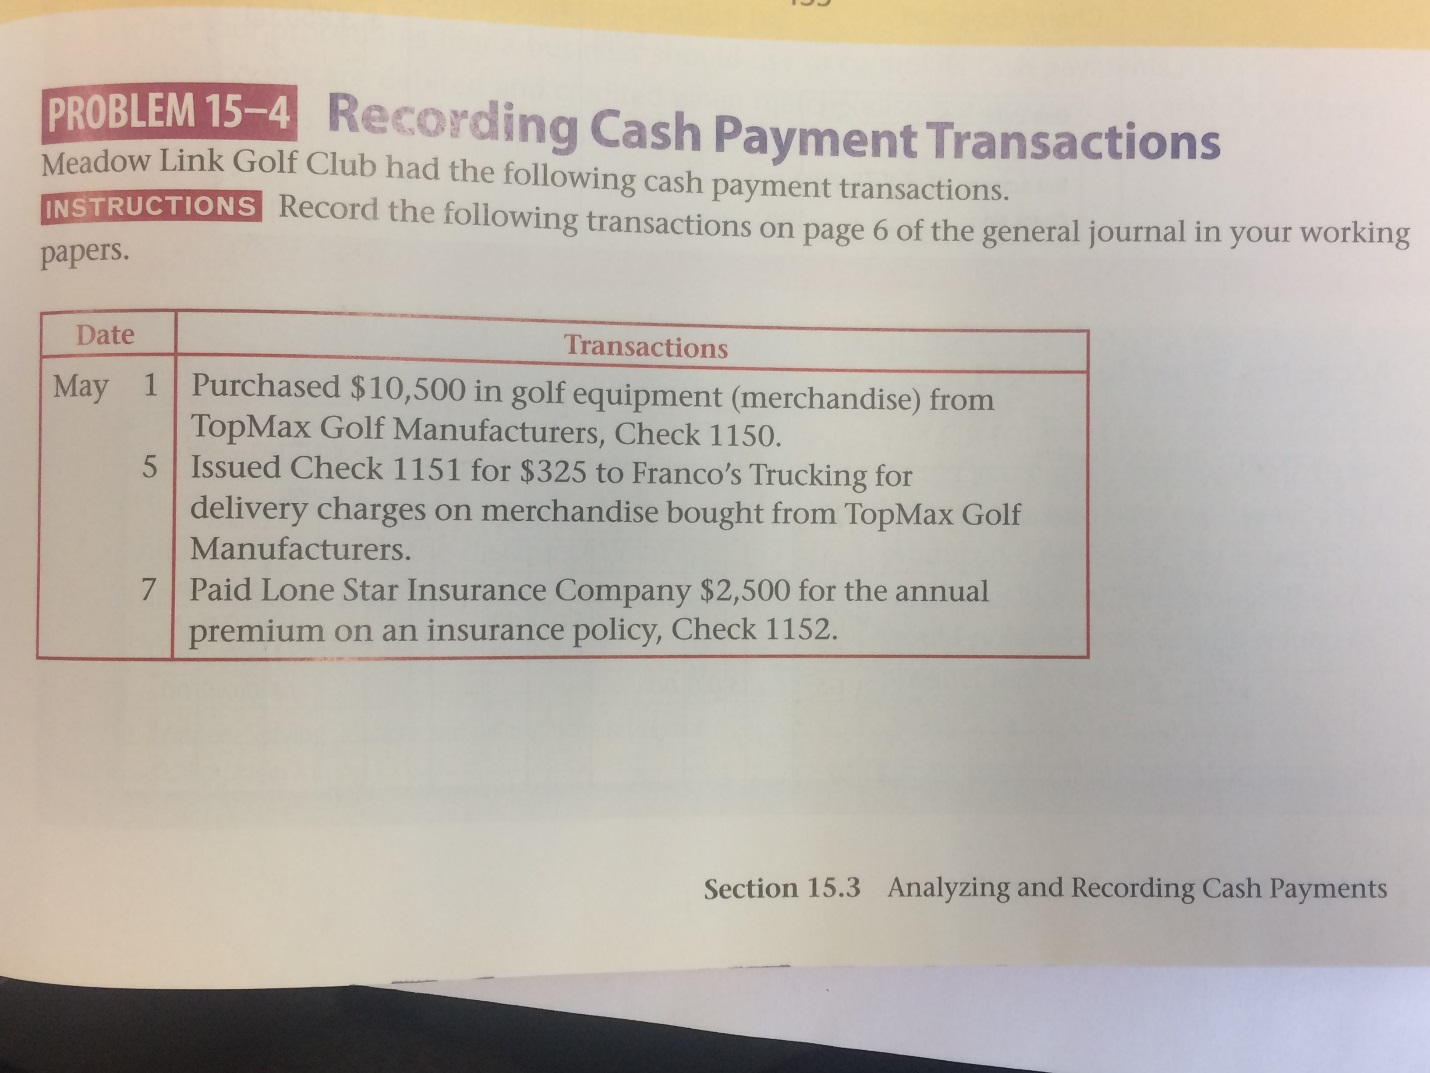 PROBLEM 15–4 Recording Cash Payment Transactions
Meadow Link Golf Club had the following cash payment transactions.
INSTRUCTIONS Record the following transactions on page 6 of the general journal in your working
papers.
Date Transactions
May 1 Purchased $10,500 in golf equipment (merchandise) from
TopMax Golf Manufacturers, Check 1150.
5 Issued Check 1151 for $325 to Franco’s Trucking for
delivery charges on merchandise bought from TopMax Golf
Manufacturers.
7 Paid Lone Star Insurance Company $2,500 for the annual
premium on an insurance policy, Check 1152.
Section 15.3 Analyzing and Recording Cash Payments